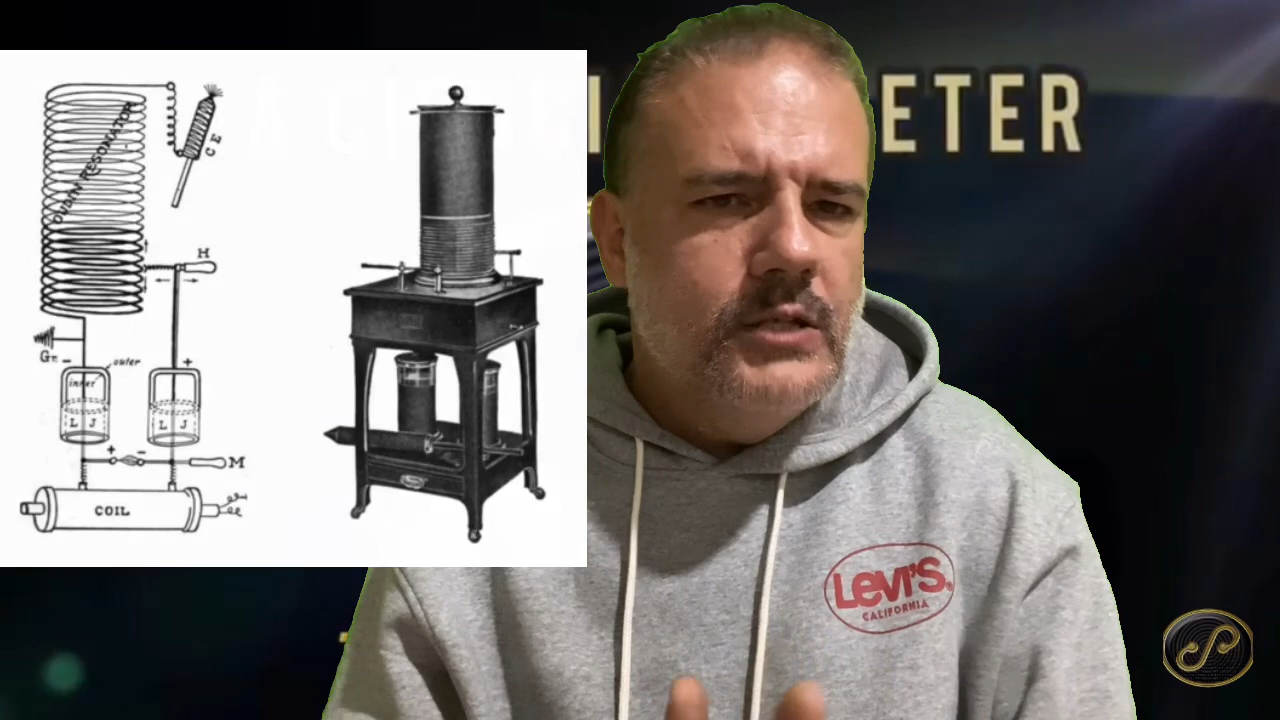 ETER
OUDIN RESONATOR
C E
H
Gr.
-
outer
+
inner
L J
L J
+
-
M
COIL
LEVI'S
CALIFORNIA